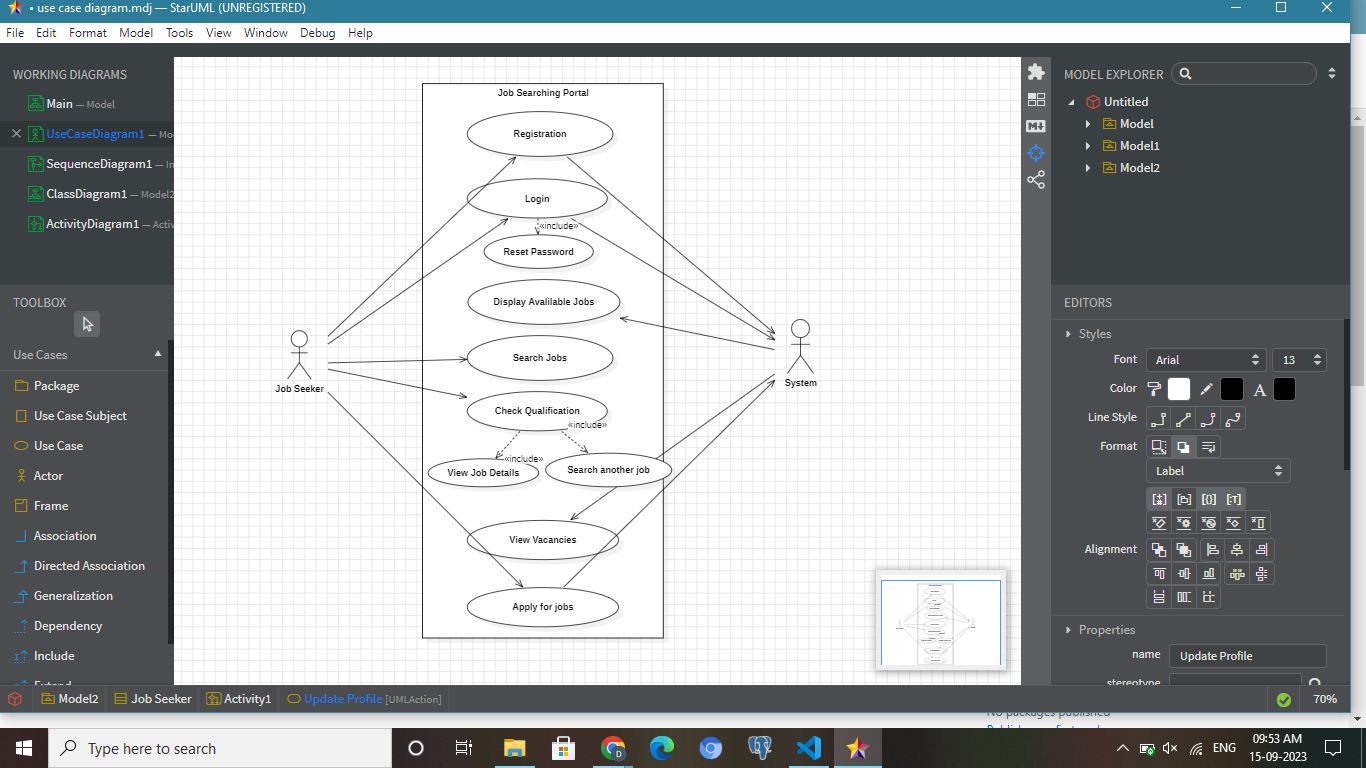 • use case diagram.mdj — StarUML (UNREGISTERED)
File Edit Format Model Tools View Window Debug Help
WORKING DIAGRAMS
Main — Model
UseCaseDiagram1 — Mo
SequenceDiagram1 — In
ClassDiagram1 — Model2
ActivityDiagram1 — Activ
TOOLBOX
Use Cases
Package
Use Case Subject
Use Case
Actor
Frame
Association
Directed Association
Generalization
Dependency
Include
Extend
Job Searching Portal
Registration
Login
«include»
Reset Password
Display Avalilable Jobs
Search Jobs
Check Qualification
«include»
«include»
View Job Details
Search another job
View Vacancies
Apply for jobs
Job Seeker
System
MODEL EXPLORER
Untitled
Model
Model1
Model2
EDITORS
Styles
Font Arial 13
Color A
Line Style
Format
Label
Alignment
Properties
name Update Profile
stereotype
Model2 Job Seeker Activity1 Update Profile [UMLAction]
70%
No packages published
Type here to search
ENG
09:53 AM
15-09-2023